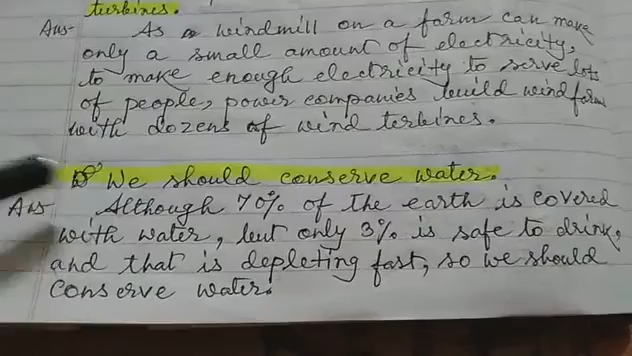 turbines.
Ans- As a windmill on a farm can make
only a small amount of electricity,
to make enough electricity to serve lots
of people, power companies build wind farm
with dozens of wind terbines.
We should conserve water.
Ans- Although 70% of the earth is covered
with water, but only 3% is safe to drink,
and that is depleting fast, so we should
conserve water.